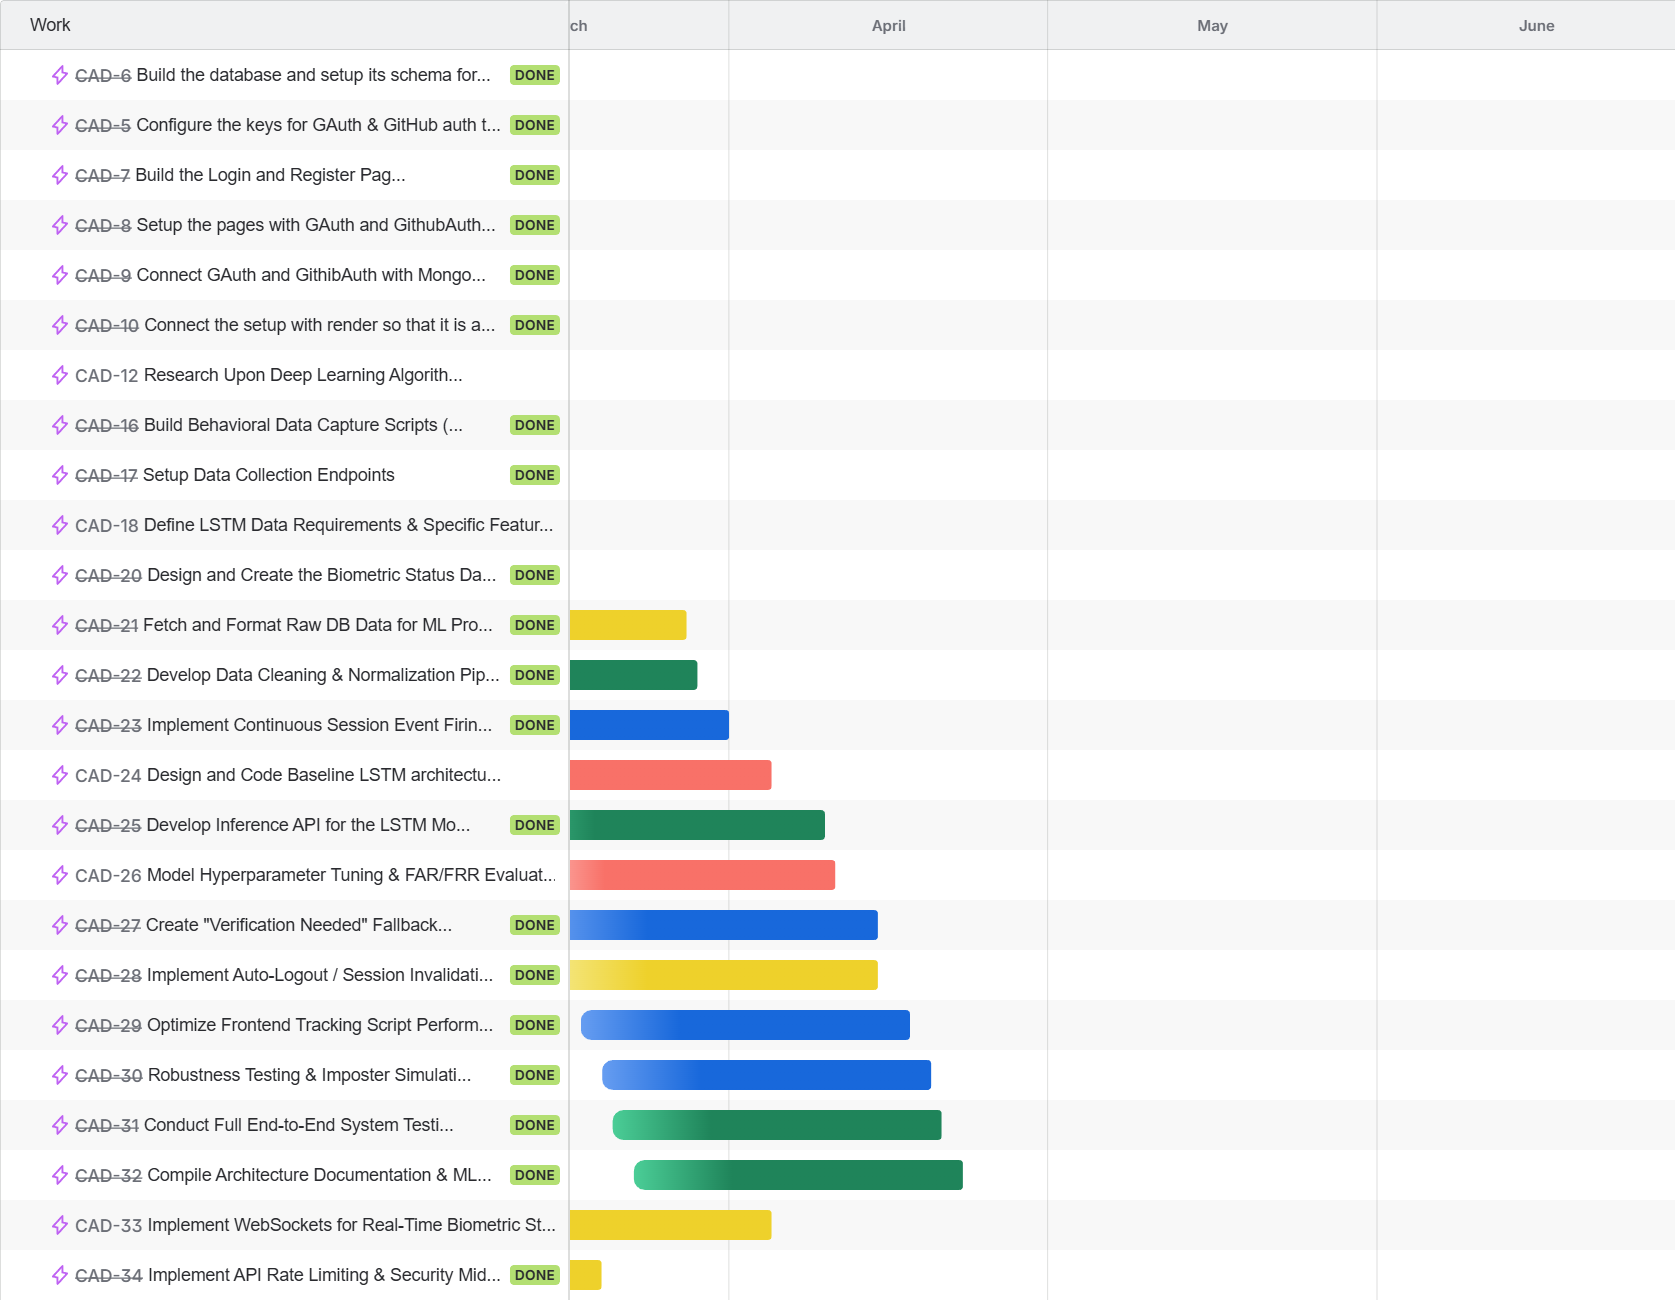 Work ch April May June
CAD-6 Build the database and setup its schema for... DONE
CAD-5 Configure the keys for GAuth & GitHub auth t... DONE
CAD-7 Build the Login and Register Pag... DONE
CAD-8 Setup the pages with GAuth and GithubAuth... DONE
CAD-9 Connect GAuth and GithibAuth with Mongo... DONE
CAD-10 Connect the setup with render so that it is a... DONE
CAD-12 Research Upon Deep Learning Algorith...
CAD-16 Build Behavioral Data Capture Scripts (... DONE
CAD-17 Setup Data Collection Endpoints DONE
CAD-18 Define LSTM Data Requirements & Specific Featur...
CAD-20 Design and Create the Biometric Status Da... DONE
CAD-21 Fetch and Format Raw DB Data for ML Pro... DONE
CAD-22 Develop Data Cleaning & Normalization Pip... DONE
CAD-23 Implement Continuous Session Event Firin... DONE
CAD-24 Design and Code Baseline LSTM architectu...
CAD-25 Develop Inference API for the LSTM Mo... DONE
CAD-26 Model Hyperparameter Tuning & FAR/FRR Evaluat...
CAD-27 Create "Verification Needed" Fallback... DONE
CAD-28 Implement Auto-Logout / Session Invalidati... DONE
CAD-29 Optimize Frontend Tracking Script Perform... DONE
CAD-30 Robustness Testing & Imposter Simulati... DONE
CAD-31 Conduct Full End-to-End System Testi... DONE
CAD-32 Compile Architecture Documentation & ML... DONE
CAD-33 Implement WebSockets for Real-Time Biometric St...
CAD-34 Implement API Rate Limiting & Security Mid... DONE